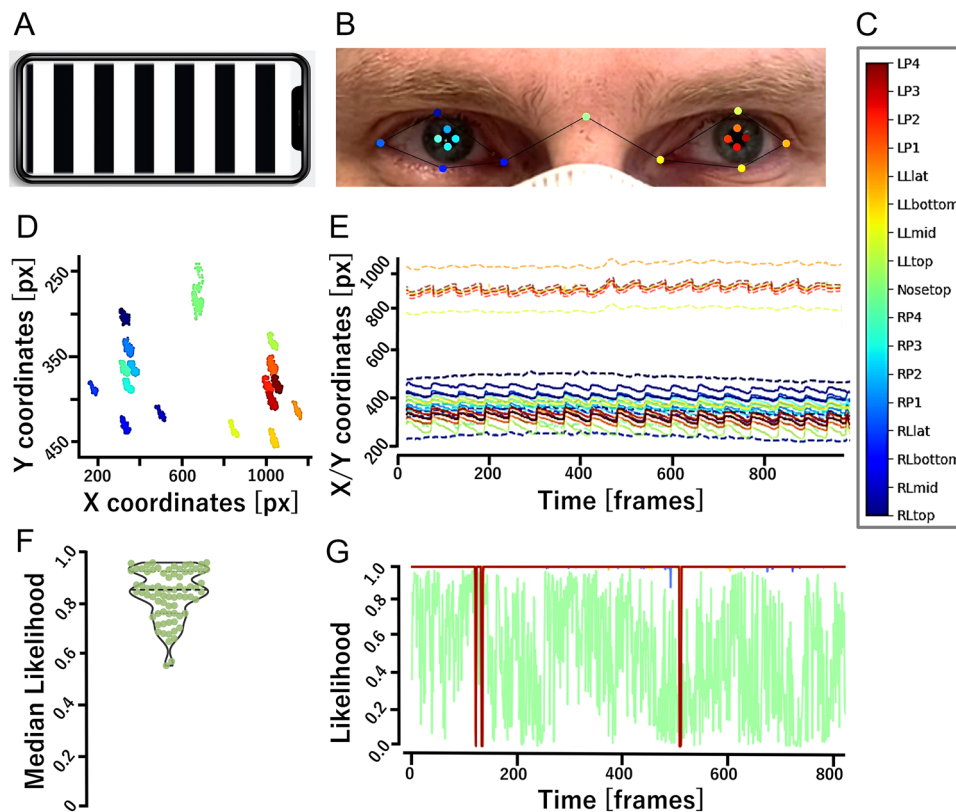 A
B
C
LP4
LP3
LP2
LP1
LLlat
LLbottom
LLmid
LLtop
Nosetop
RP4
RP3
RP2
RP1
RLlat
RLbottom
RLmid
RLtop
D
Y coordinates [px]
250
350
450
200
600
1000
X coordinates [px]
E
X/Y coordinates [px]
1000
800
600
400
200
0
200
400
600
800
Time [frames]
F
Median Likelihood
1.0
0.8
0.6
0.4
0.2
0
G
Likelihood
1.0
0.8
0.6
0.4
0.2
0.0
0
200
400
600
800
Time [frames]